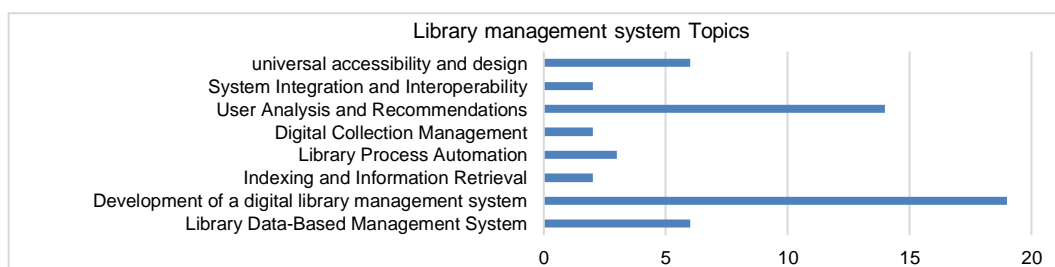 Library management system Topics
universal accessibility and design
System Integration and Interoperability
User Analysis and Recommendations
Digital Collection Management
Library Process Automation
Indexing and Information Retrieval
Development of a digital library management system
Library Data-Based Management System
0 5 10 15 20